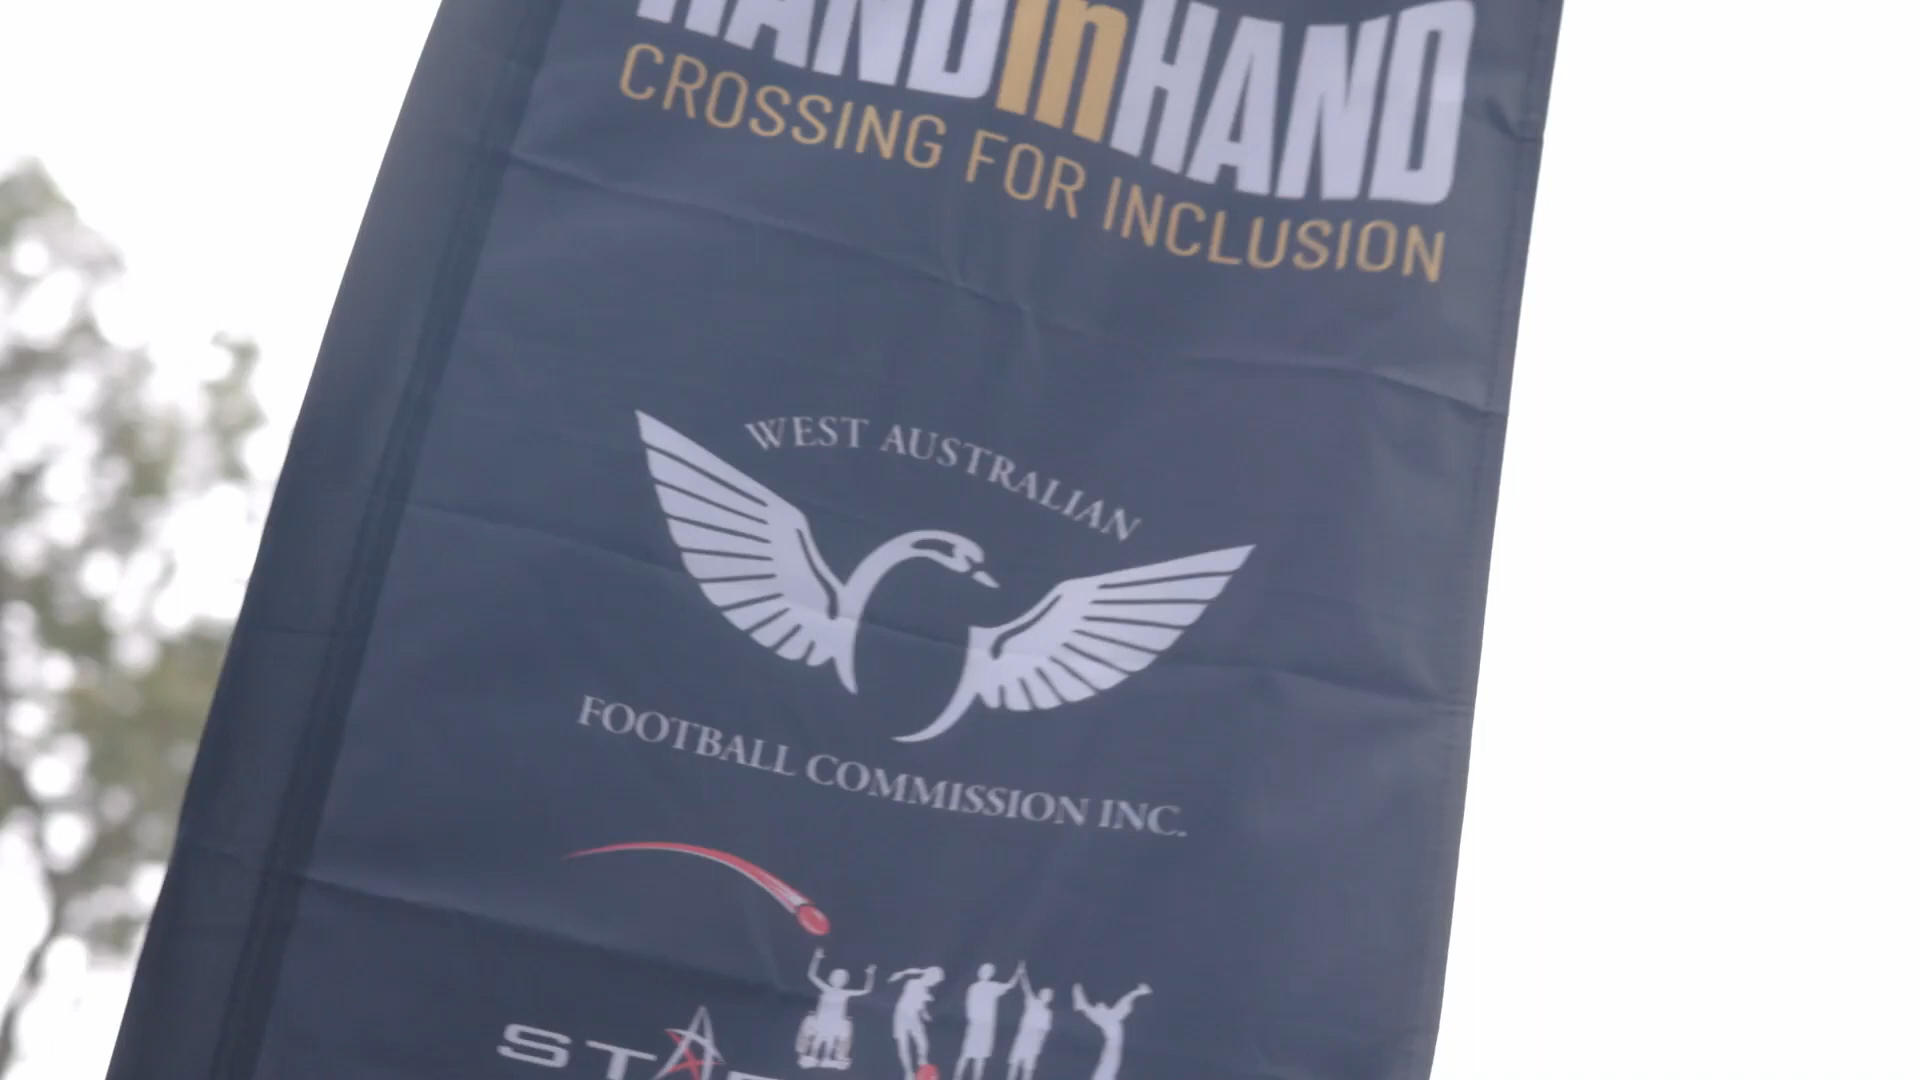 HANDinHAND
CROSSING FOR INCLUSION
WEST AUSTRALIAN
FOOTBALL COMMISSION INC.